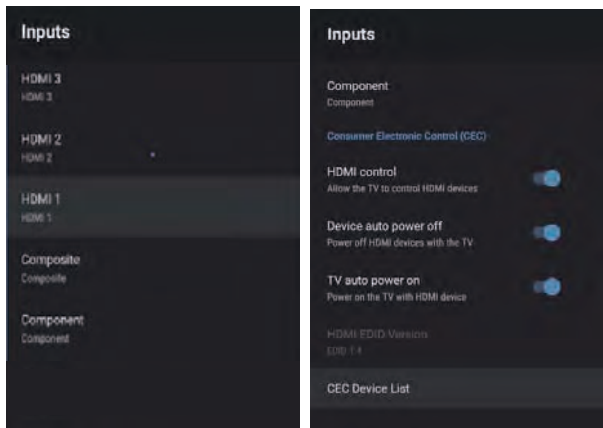 Inputs
HDMI 3
HDMI 3
HDMI 2
HDMI 2
HDMI 1
HDMI 1
Composite
Composite
Component
Component
Inputs
Component
Component
Consumer Electronic Control (CEC)
HDMI control
Allow the TV to control HDMI devices
Device auto power off
Power off HDMI devices with the TV
TV auto power on
Power on the TV with HDMI device
HDMI EDID Version
EDID 1.4
CEC Device List